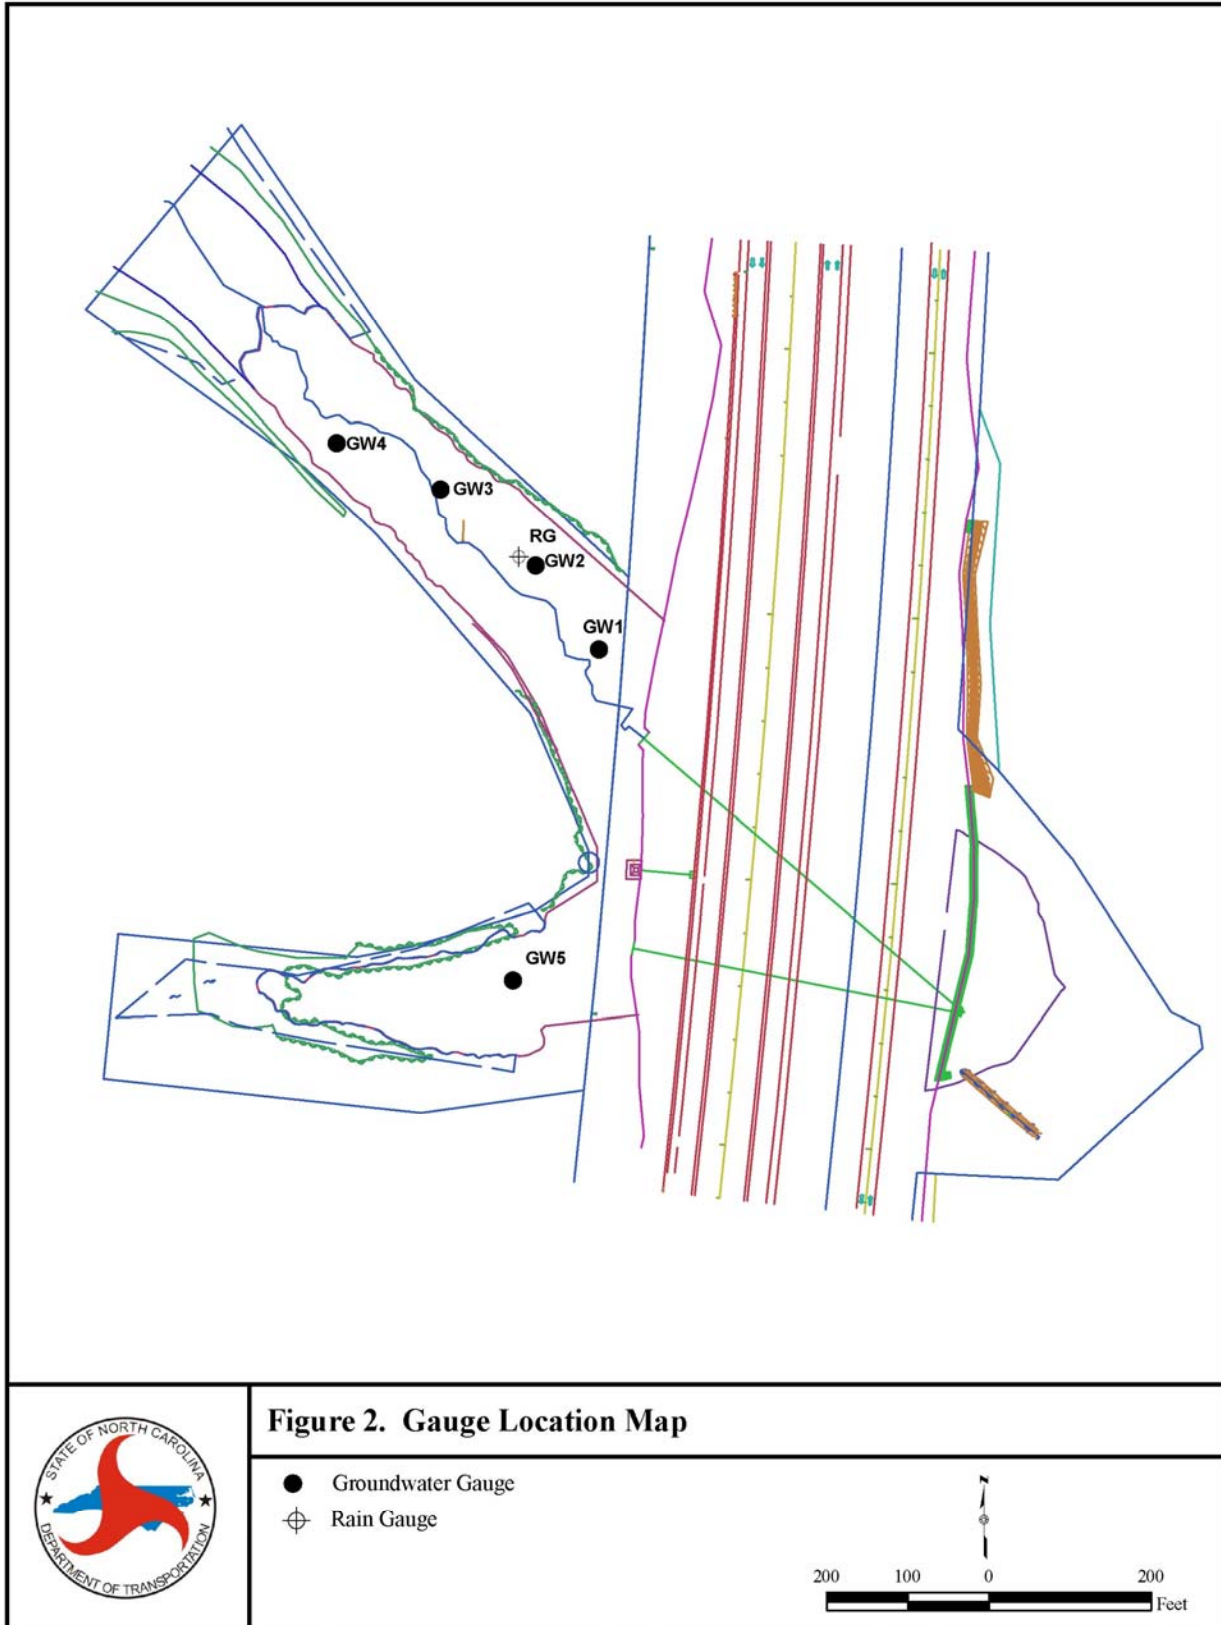 GW4
GW3
RG
GW2
GW1
GW5
STATE OF NORTH CAROLINA
DEPARTMENT OF TRANSPORTATION
Figure 2. Gauge Location Map
Groundwater Gauge
Rain Gauge
N
200 100 0 200
Feet